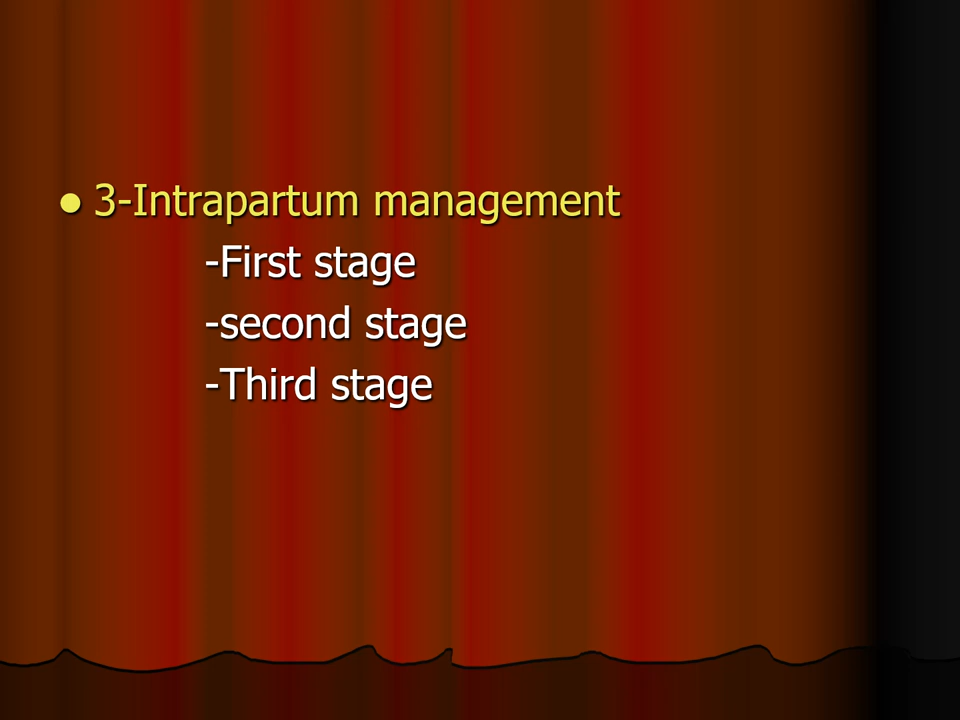 ● 3-Intrapartum management
-First stage
-second stage
-Third stage